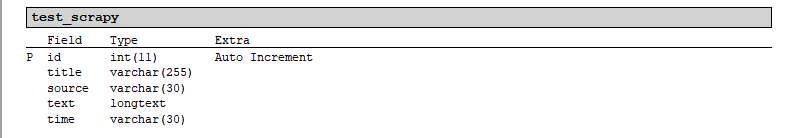 test_scrapy
Field Type Extra
P id int(11) Auto Increment
title varchar(255)
source varchar(30)
text longtext
time varchar(30)